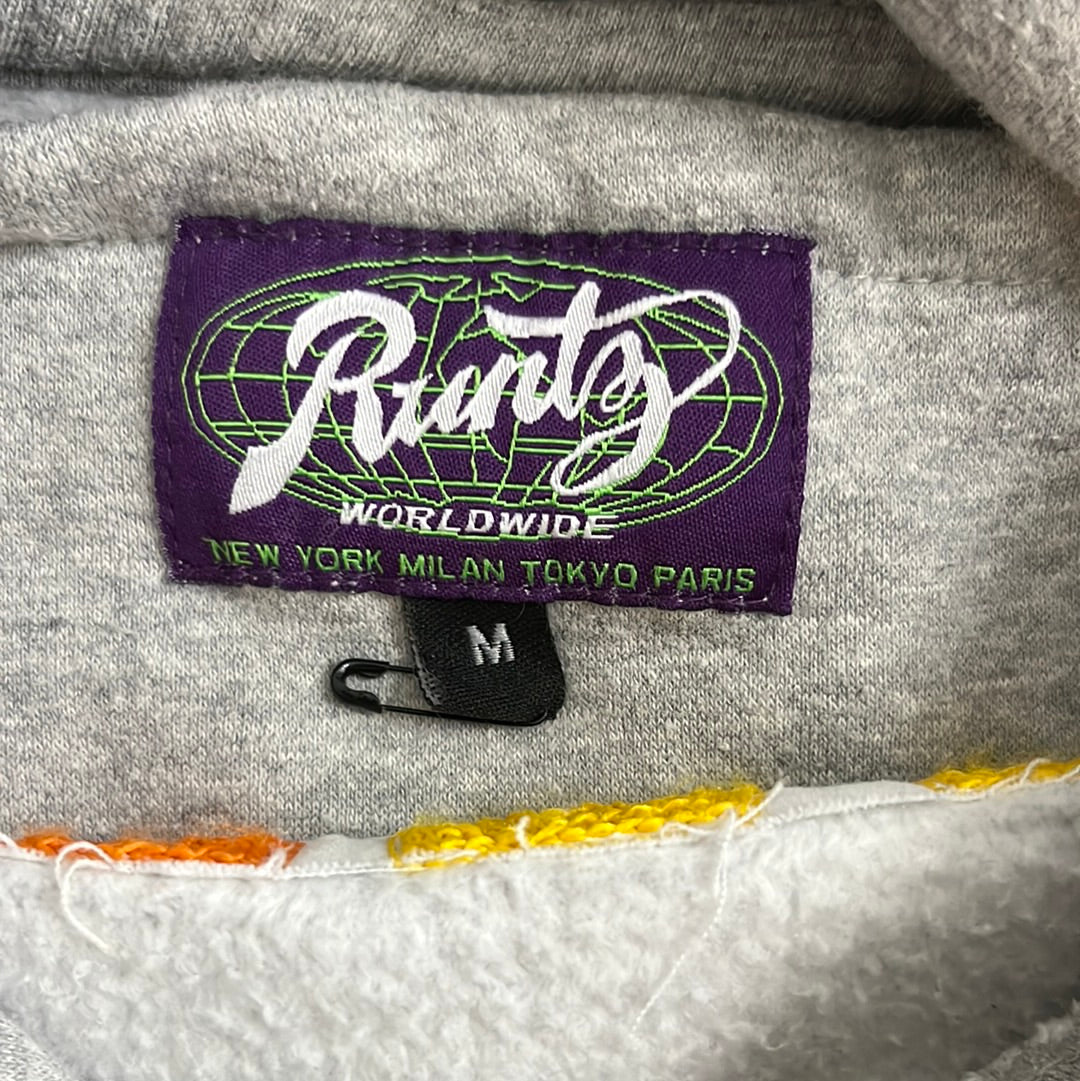 Runtz
WORLDWIDE
NEW YORK MILAN TOKYO PARIS
M